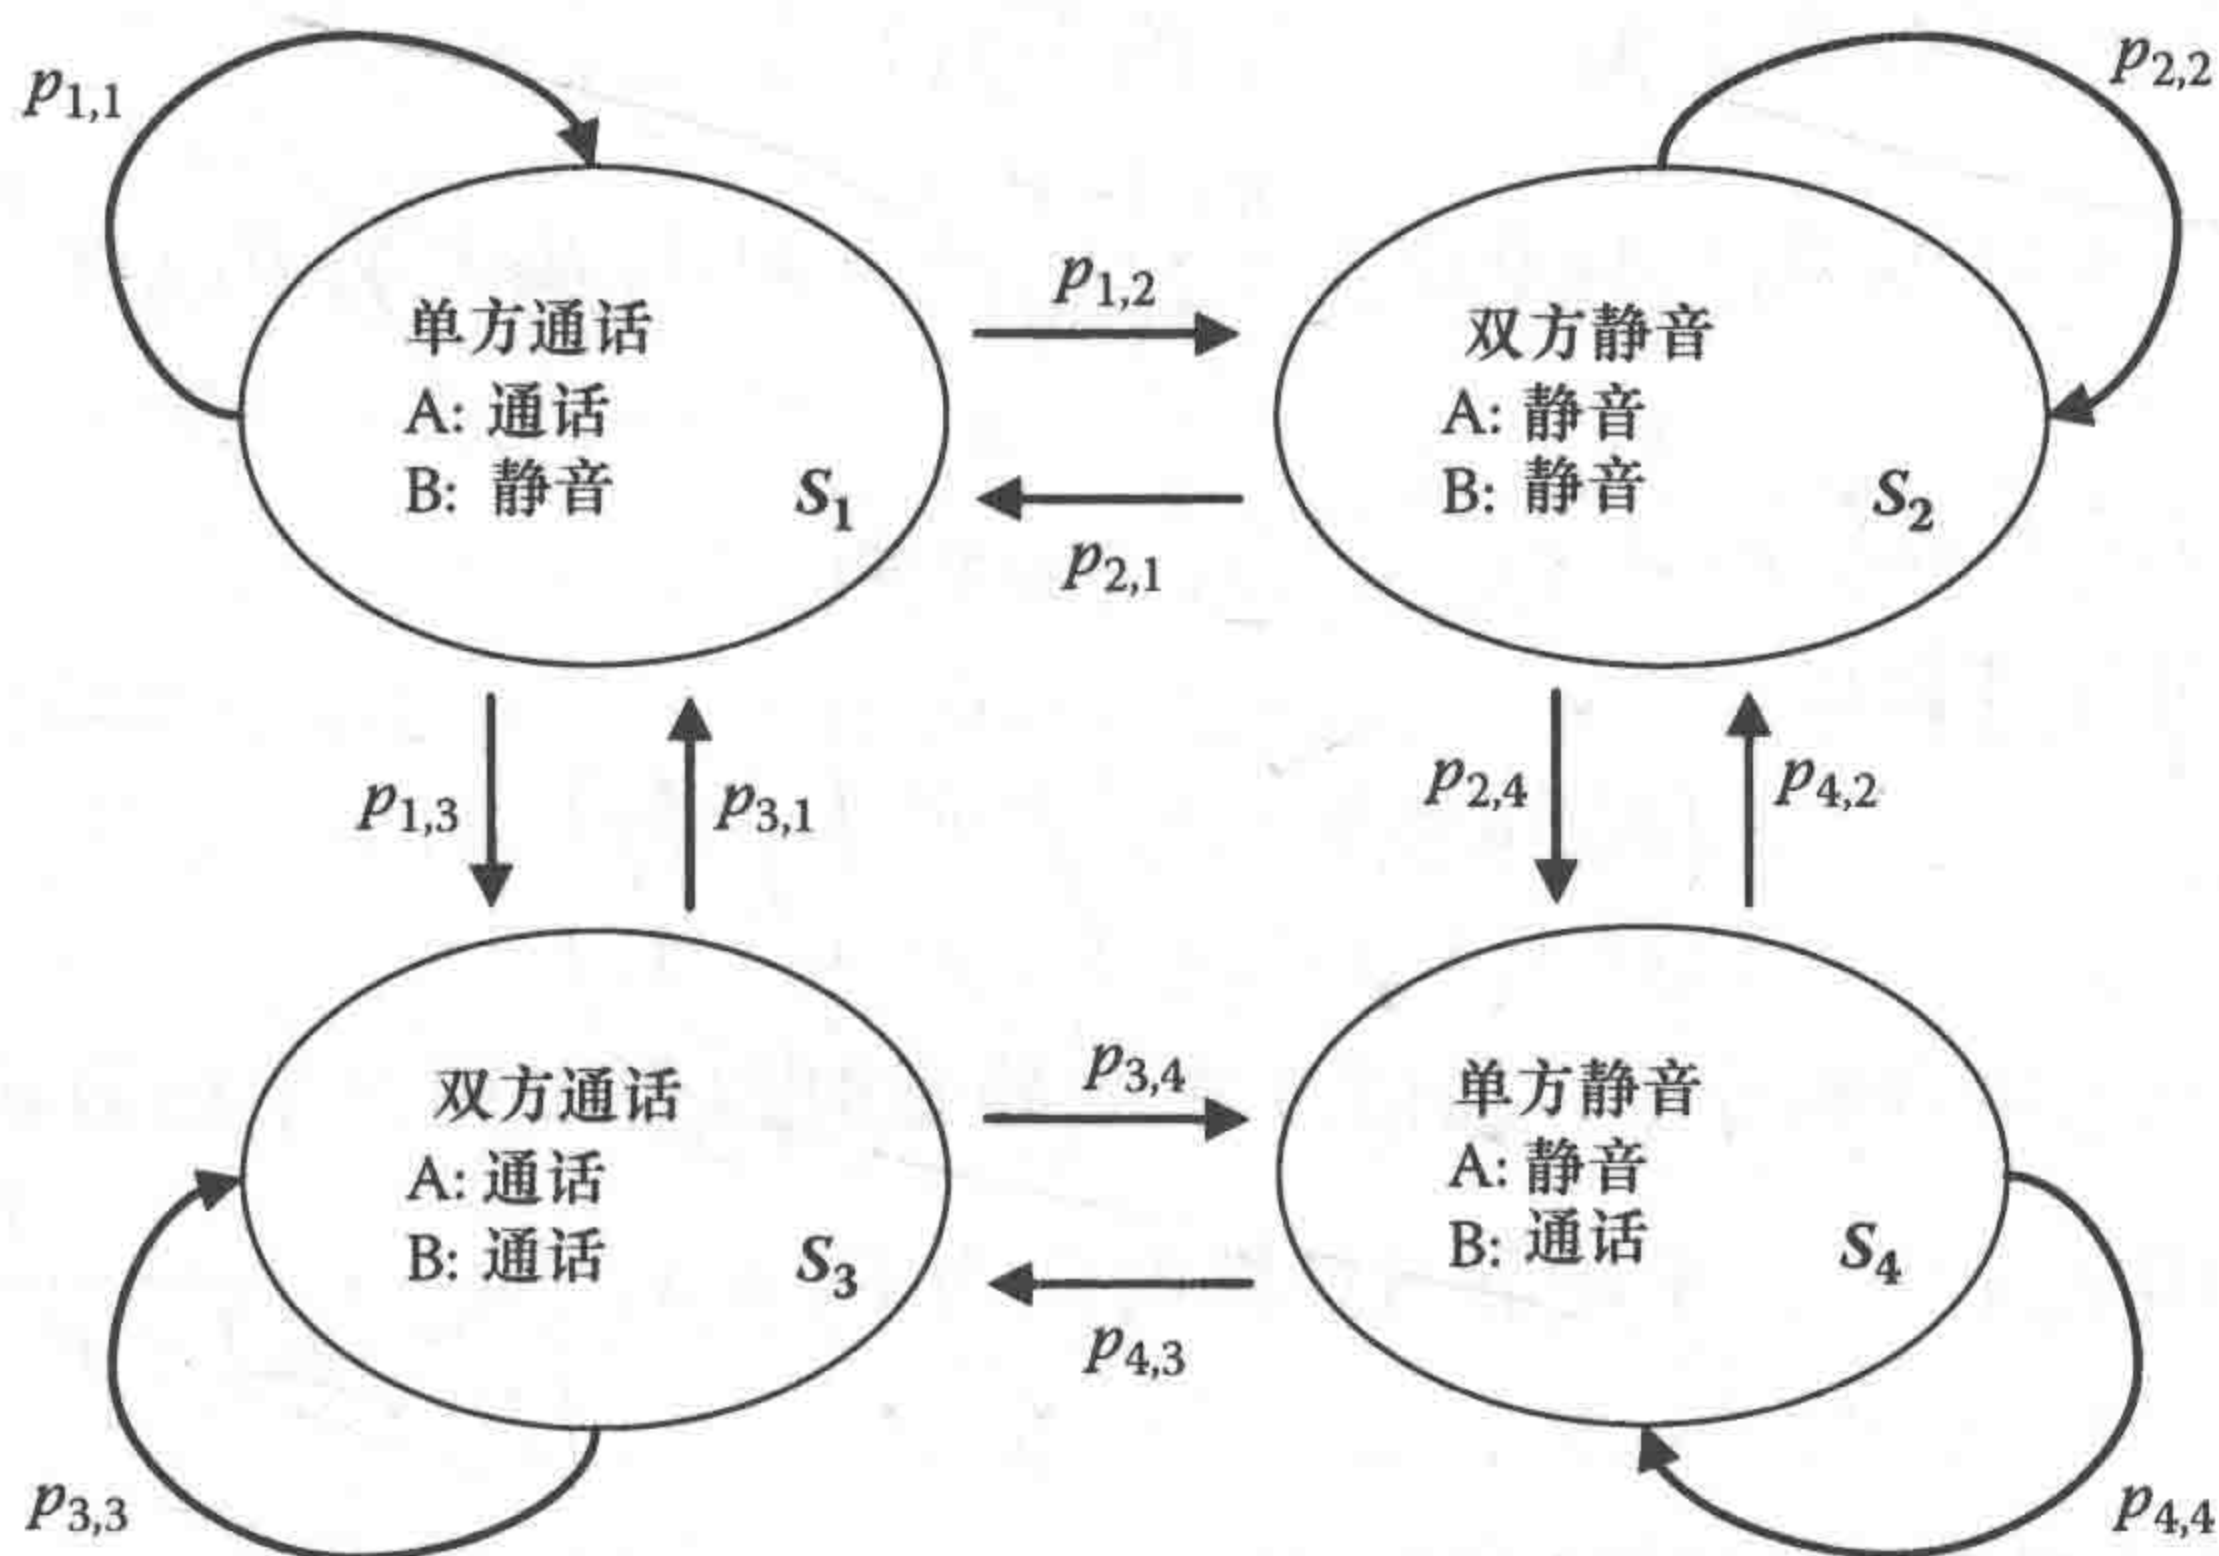 p1,1
p2,2
单方通话
A: 通话
B: 静音
S1
p1,2
p2,1
双方静音
A: 静音
B: 静音
S2
p1,3
p3,1
p2,4
p4,2
双方通话
A: 通话
B: 通话
S3
p3,4
p4,3
单方静音
A: 静音
B: 通话
S4
p3,3
p4,4